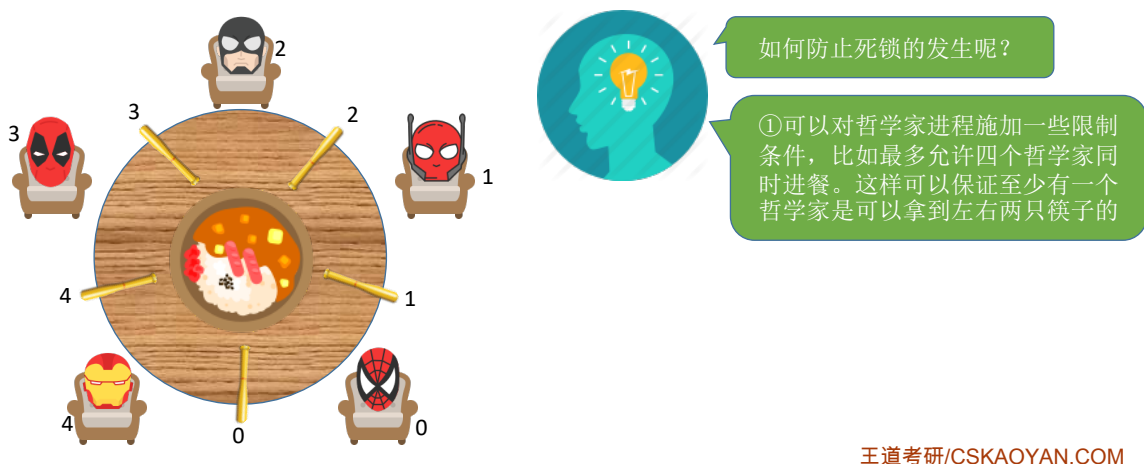 2
3
2
3
1
4
1
4
0
0
如何防止死锁的发生呢？
①可以对哲学家进程施加一些限制
条件，比如最多允许四个哲学家同
时进餐。这样可以保证至少有一个
哲学家是可以拿到左右两只筷子的
王道考研/CSKAOYAN.COM